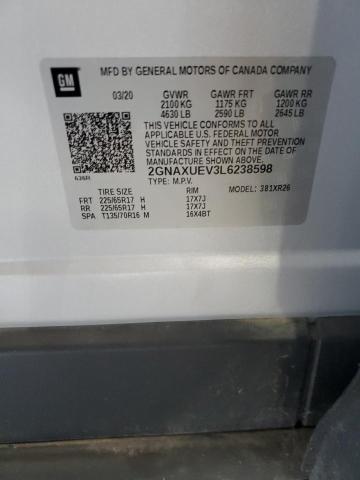 GM
MFD BY GENERAL MOTORS OF CANADA COMPANY
03/20 GVWR GAWR FRT GAWR RR
2100 KG 1175 KG 1200 KG
4630 LB 2590 LB 2645 LB
THIS VEHICLE CONFORMS TO ALL
APPLICABLE U.S. FEDERAL MOTOR
VEHICLE SAFETY, BUMPER, AND
THEFT PREVENTION STANDARDS IN
EFFECT ON THE DATE OF
MANUFACTURE SHOWN ABOVE.
2GNAXUEV3L6238598
TYPE: M.P.V. MODEL: 381XR26
TIRE SIZE RIM
FRT 225/65R17 H 17X7J
RR 225/65R17 H 17X7J
SPA T135/70R16 M 16X4BT